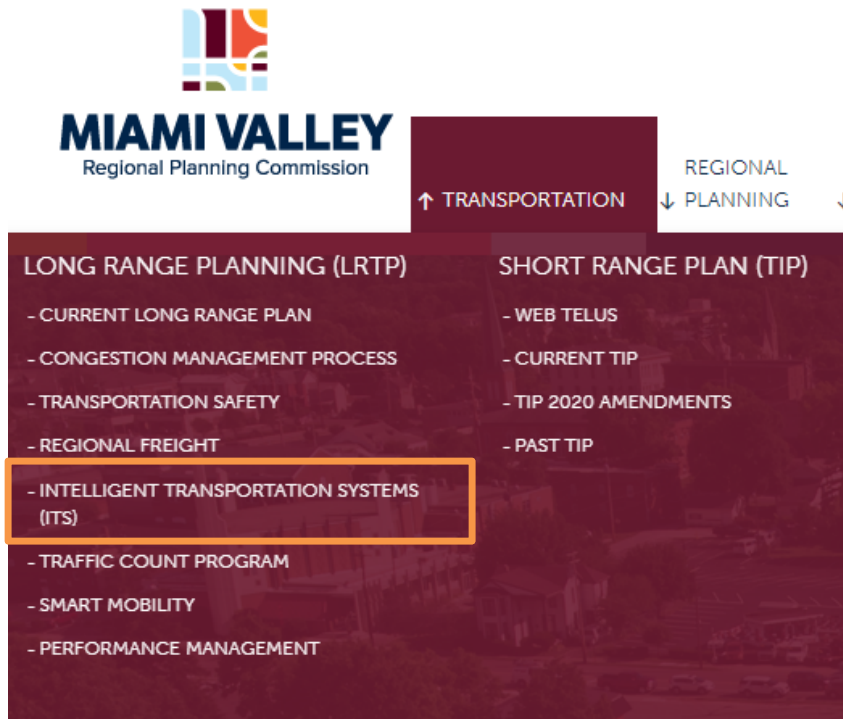 MIAMI VALLEY
Regional Planning Commission
↑ TRANSPORTATION
REGIONAL
↓ PLANNING
↓
LONG RANGE PLANNING (LRTP)
- CURRENT LONG RANGE PLAN
- CONGESTION MANAGEMENT PROCESS
- TRANSPORTATION SAFETY
- REGIONAL FREIGHT
- INTELLIGENT TRANSPORTATION SYSTEMS
(ITS)
- TRAFFIC COUNT PROGRAM
- SMART MOBILITY
- PERFORMANCE MANAGEMENT
SHORT RANGE PLAN (TIP)
- WEB TELUS
- CURRENT TIP
- TIP 2020 AMENDMENTS
- PAST TIP